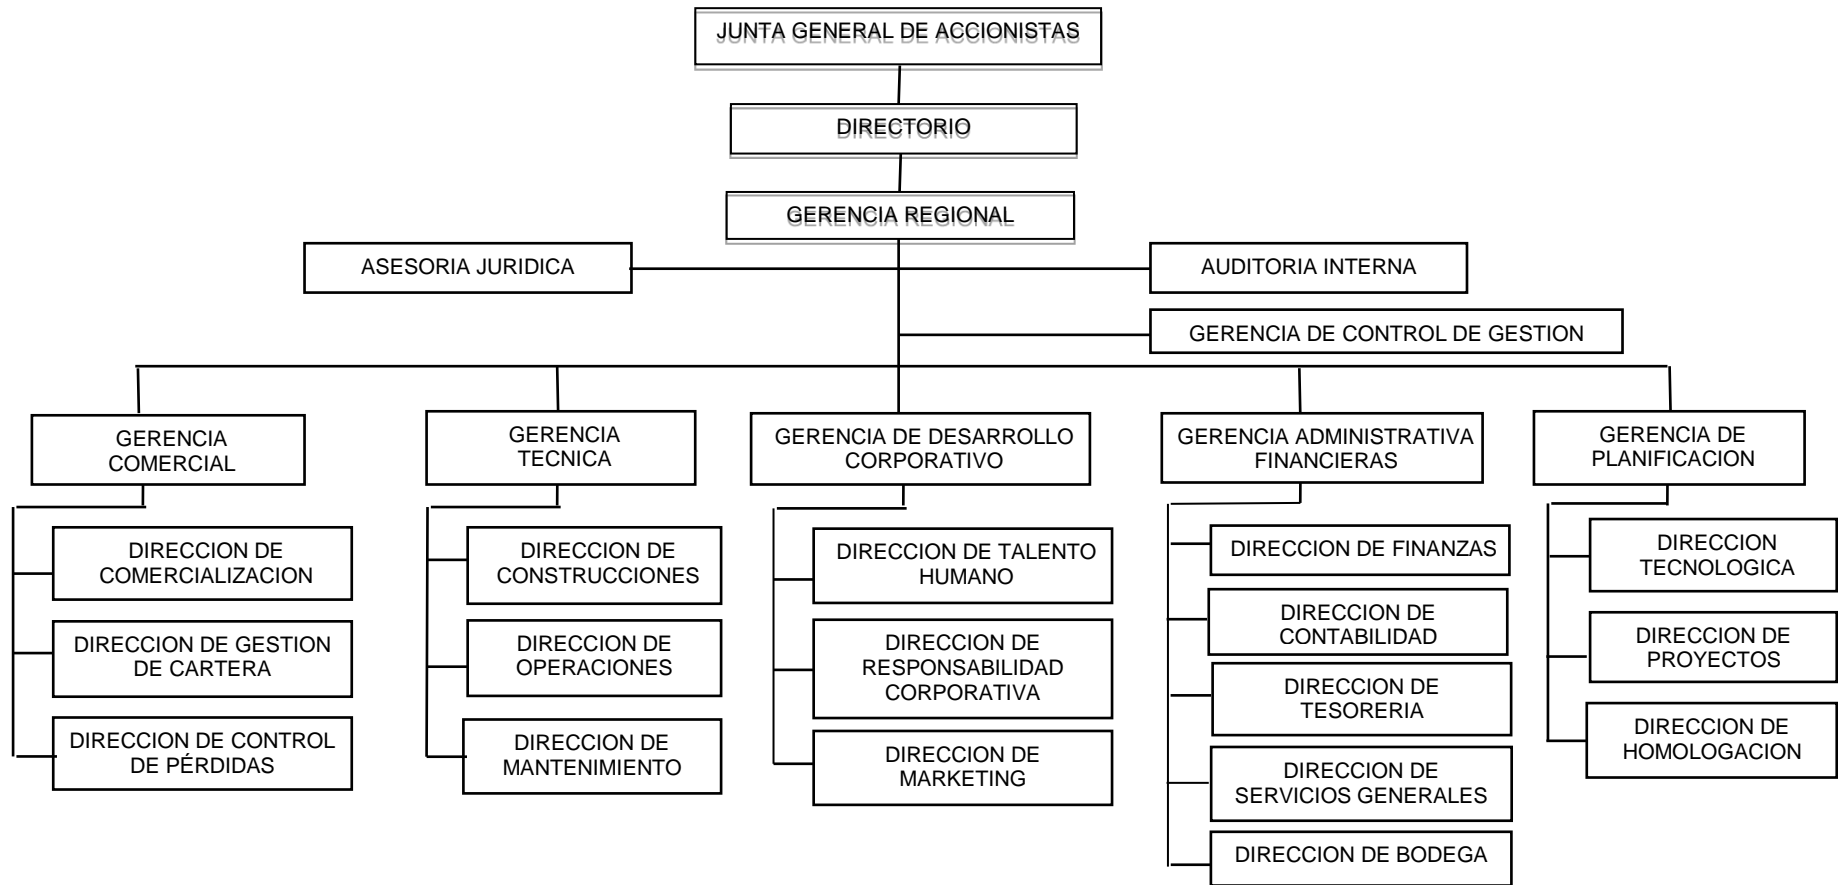 JUNTA GENERAL DE ACCIONISTAS
DIRECTORIO
GERENCIA REGIONAL
ASESORIA JURIDICA
AUDITORIA INTERNA
GERENCIA DE CONTROL DE GESTION
GERENCIA
COMERCIAL
GERENCIA
TECNICA
GERENCIA DE DESARROLLO
CORPORATIVO
GERENCIA ADMINISTRATIVA
FINANCIERAS
GERENCIA DE
PLANIFICACION
DIRECCION DE
COMERCIALIZACION
DIRECCION DE GESTION
DE CARTERA
DIRECCION DE CONTROL
DE PÉRDIDAS
DIRECCION DE
CONSTRUCCIONES
DIRECCION DE
OPERACIONES
DIRECCION DE
MANTENIMIENTO
DIRECCION DE TALENTO
HUMANO
DIRECCION DE
RESPONSABILIDAD
CORPORATIVA
DIRECCION DE
MARKETING
DIRECCION DE FINANZAS
DIRECCION DE
CONTABILIDAD
DIRECCION DE
TESORERIA
DIRECCION DE
SERVICIOS GENERALES
DIRECCION DE BODEGA
DIRECCION
TECNOLOGICA
DIRECCION DE
PROYECTOS
DIRECCION DE
HOMOLOGACION